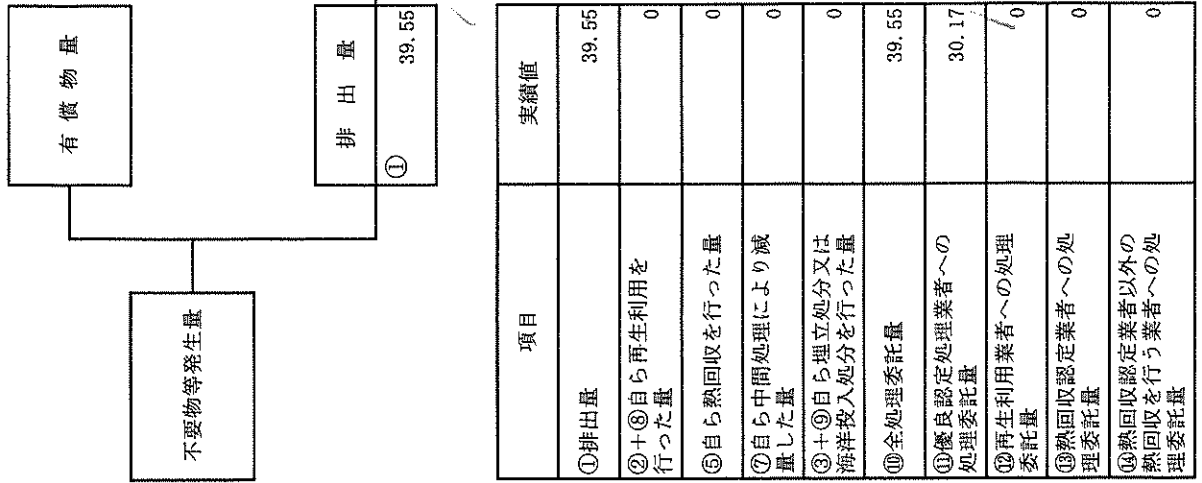 不要物等発生量
有償物量
排出量
① 39.55
項目 実績値
①排出量 39.55
②+⑧自ら再生利用を
行った量 0
⑤自ら熱回収を行った量 0
⑦自ら中間処理により減
量した量 0
③+⑨自ら埋立処分又は
海洋投入処分を行った量 0
⑩全処理委託量 39.55
⑪優良認定処理業者への
処理委託量 30.17
⑫再生利用業者への処理
委託量 0
⑬熱回収認定業者への処
理委託量 0
⑭熱回収認定業者以外の
熱回収を行う業者への処
理委託量 0